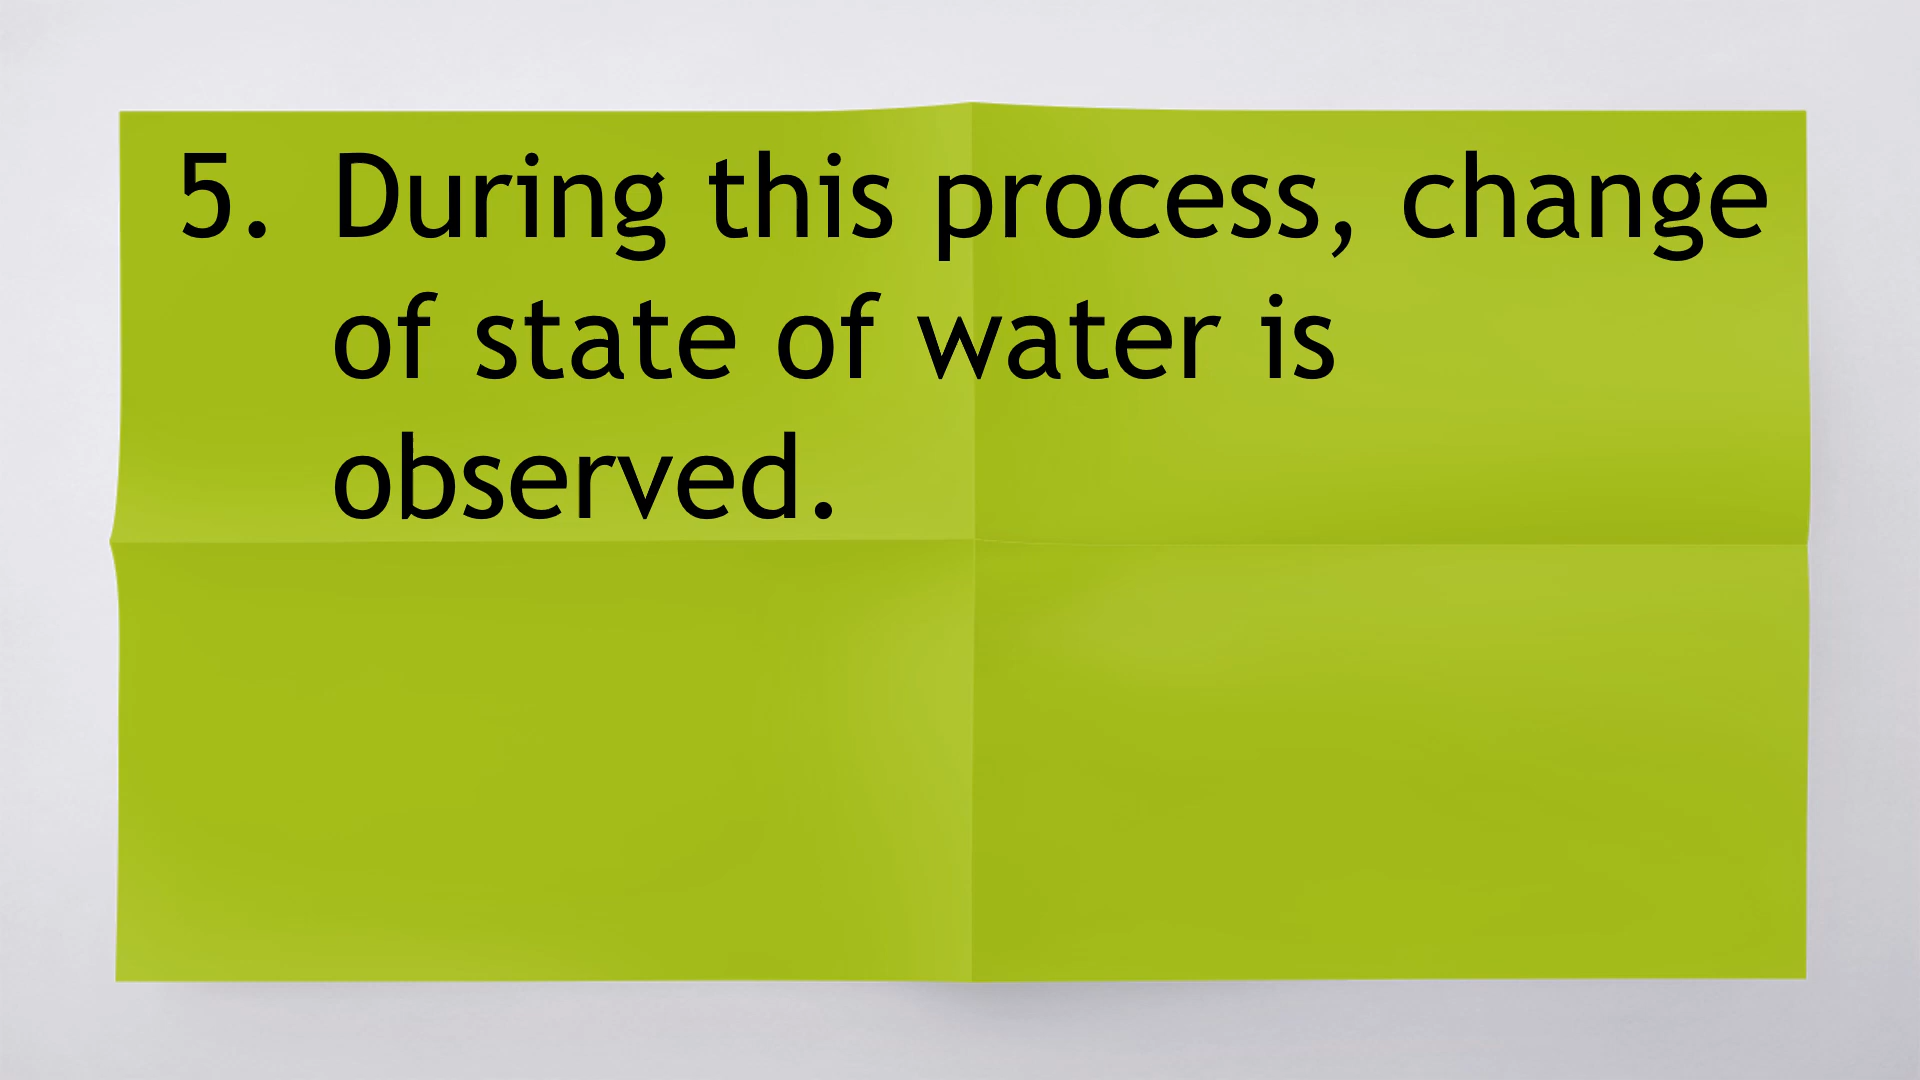 5. During this process, change
of state of water is
observed.